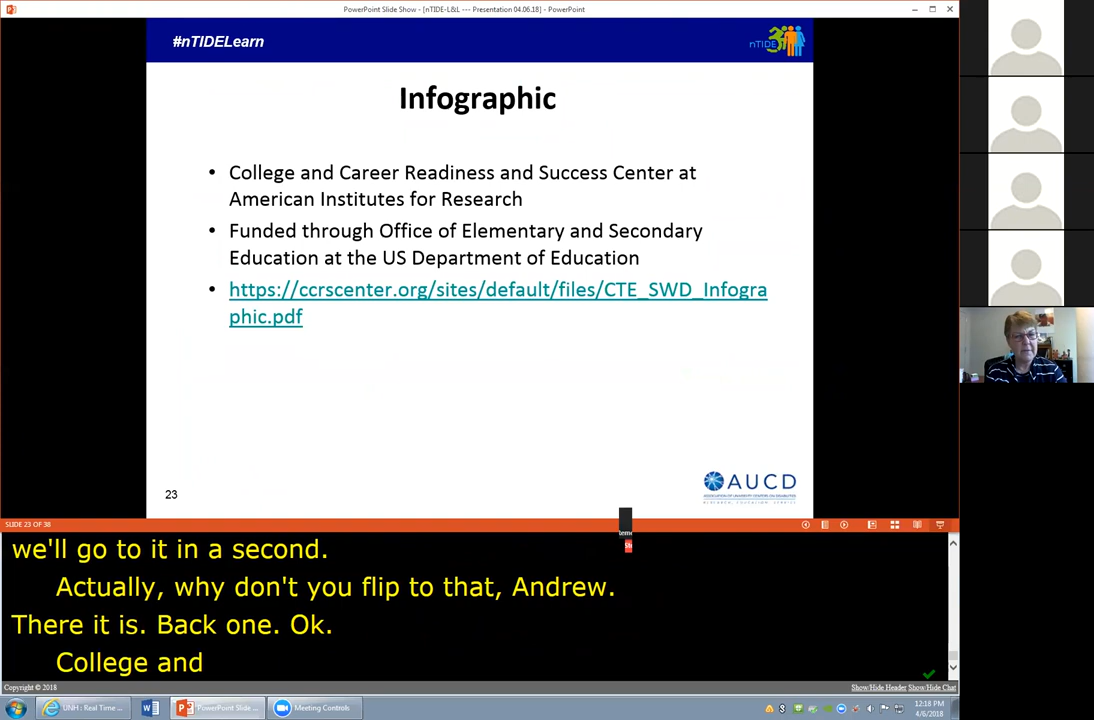 PowerPoint Slide Show - [nTIDE-L&L --- Presentation 04.06.18] - PowerPoint
#nTIDELearn
nTIDE
Infographic
• College and Career Readiness and Success Center at
American Institutes for Research
• Funded through Office of Elementary and Secondary
Education at the US Department of Education
• https://ccrscenter.org/sites/default/files/CTE_SWD_Infogra
phic.pdf
23
AUCD
ASSOCIATION OF UNIVERSITY CENTERS ON DISABILITIES
RESEARCH, EDUCATION, SERVICE
SLIDE 23 OF 38
we'll go to it in a second.
Actually, why don't you flip to that, Andrew.
There it is. Back one. Ok.
College and
Copyright © 2018
Show/Hide Header Show/Hide Chat
UNH : Real Time ...
PowerPoint Slide ...
Meeting Controls
12:18 PM
4/6/2018